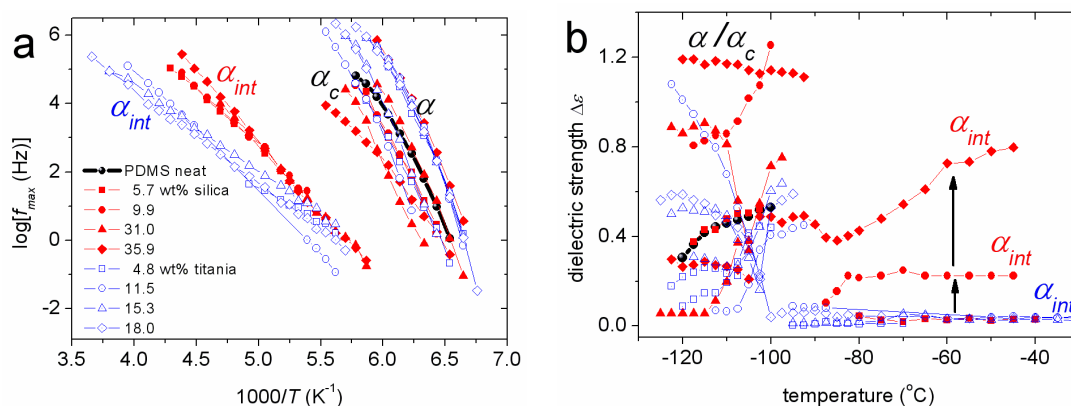 a
log[f_max (Hz)]
6
4
2
0
-2
α_int
α_int
α_c
α
PDMS neat
5.7 wt% silica
9.9
31.0
35.9
4.8 wt% titania
11.5
15.3
18.0
3.5 4.0 4.5 5.0 5.5 6.0 6.5 7.0
1000/T (K⁻¹)
b
dielectric strength Δε
1.2
0.8
0.4
0.0
α/α_c
α_int
α_int
α_int
-120 -100 -80 -60 -40
temperature (°C)